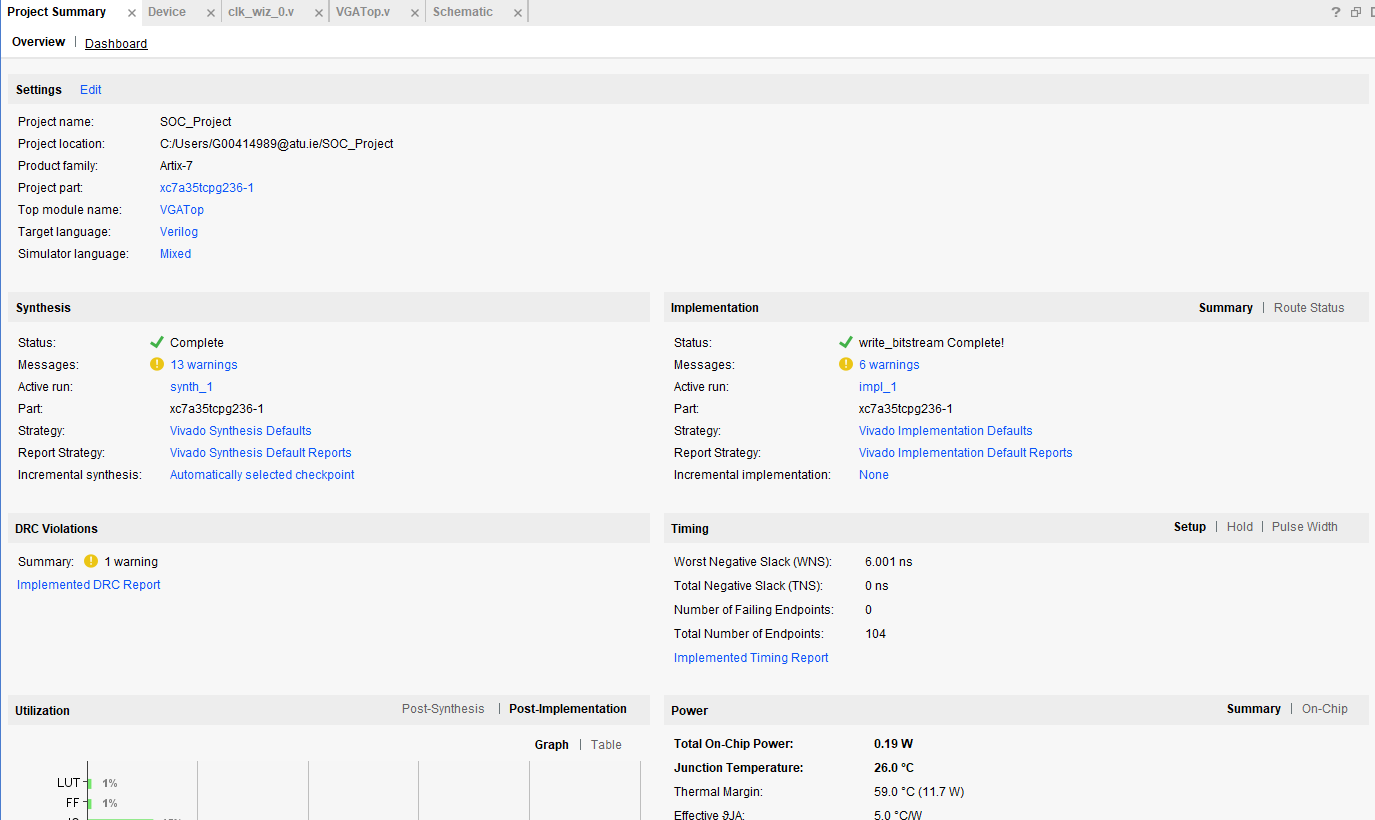 Project Summary Device clk_wiz_0.v VGATop.v Schematic
Overview | Dashboard
Settings Edit
Project name: SOC_Project
Project location: C:/Users/G00414989@atu.ie/SOC_Project
Product family: Artix-7
Project part: xc7a35tcpg236-1
Top module name: VGATop
Target language: Verilog
Simulator language: Mixed
Synthesis
Status: Complete
Messages: 13 warnings
Active run: synth_1
Part: xc7a35tcpg236-1
Strategy: Vivado Synthesis Defaults
Report Strategy: Vivado Synthesis Default Reports
Incremental synthesis: Automatically selected checkpoint
Implementation Summary | Route Status
Status: write_bitstream Complete!
Messages: 6 warnings
Active run: impl_1
Part: xc7a35tcpg236-1
Strategy: Vivado Implementation Defaults
Report Strategy: Vivado Implementation Default Reports
Incremental implementation: None
DRC Violations
Summary: 1 warning
Implemented DRC Report
Timing Setup | Hold | Pulse Width
Worst Negative Slack (WNS): 6.001 ns
Total Negative Slack (TNS): 0 ns
Number of Failing Endpoints: 0
Total Number of Endpoints: 104
Implemented Timing Report
Utilization Post-Synthesis | Post-Implementation
Graph | Table
LUT 1%
FF 1%
Power Summary | On-Chip
Total On-Chip Power: 0.19 W
Junction Temperature: 26.0 °C
Thermal Margin: 59.0 °C (11.7 W)
Effective ϑJA: 5.0 °C/W